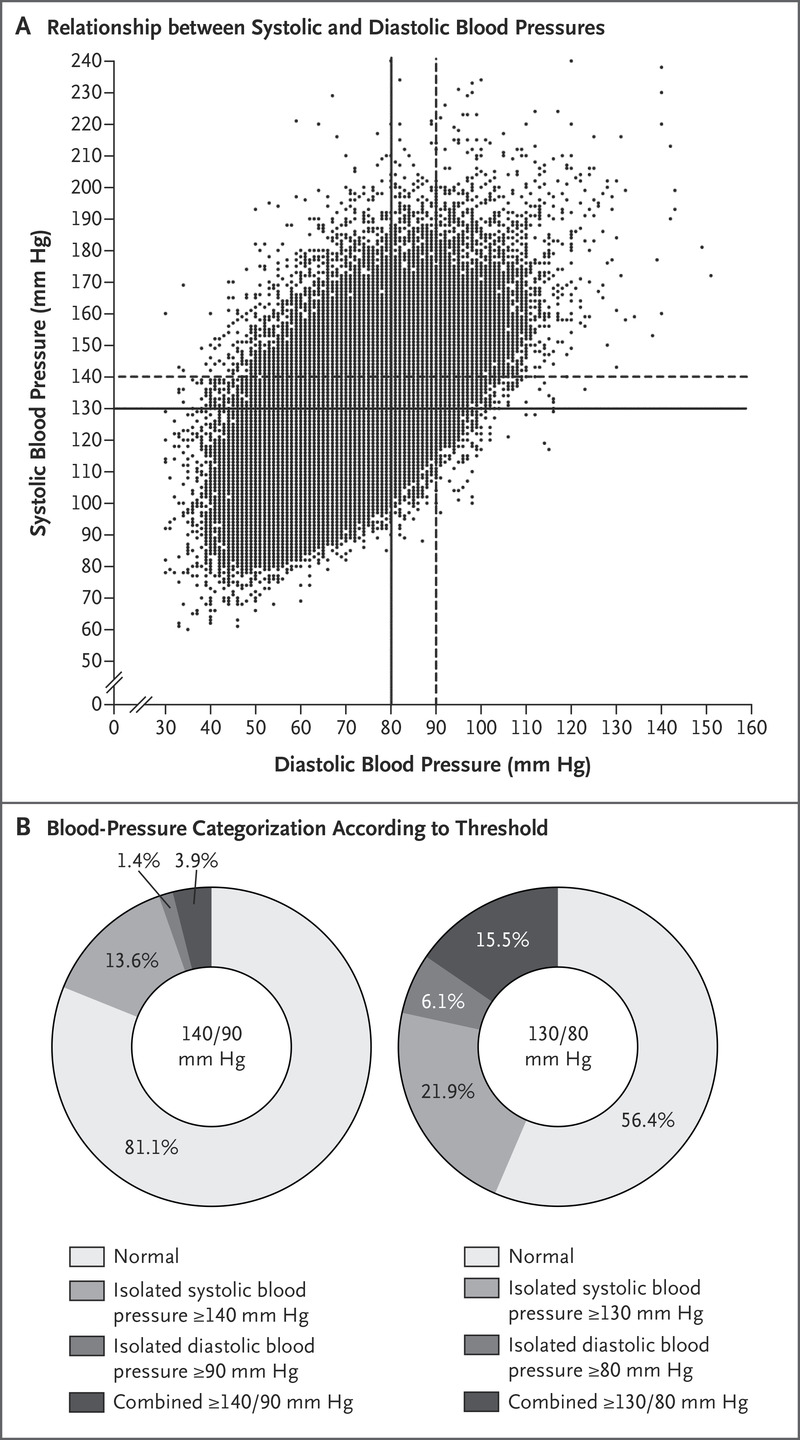 A Relationship between Systolic and Diastolic Blood Pressures
Systolic Blood Pressure (mm Hg)
240
230
220
210
200
190
180
170
160
150
140
130
120
110
100
90
80
70
60
50
0
0 30 40 50 60 70 80 90 100 110 120 130 140 150 160
Diastolic Blood Pressure (mm Hg)
B Blood-Pressure Categorization According to Threshold
1.4% 3.9%
13.6%
140/90
mm Hg
81.1%
15.5%
6.1%
130/80
mm Hg
21.9%
56.4%
Normal
Isolated systolic blood
pressure ≥140 mm Hg
Isolated diastolic blood
pressure ≥90 mm Hg
Combined ≥140/90 mm Hg
Normal
Isolated systolic blood
pressure ≥130 mm Hg
Isolated diastolic blood
pressure ≥80 mm Hg
Combined ≥130/80 mm Hg